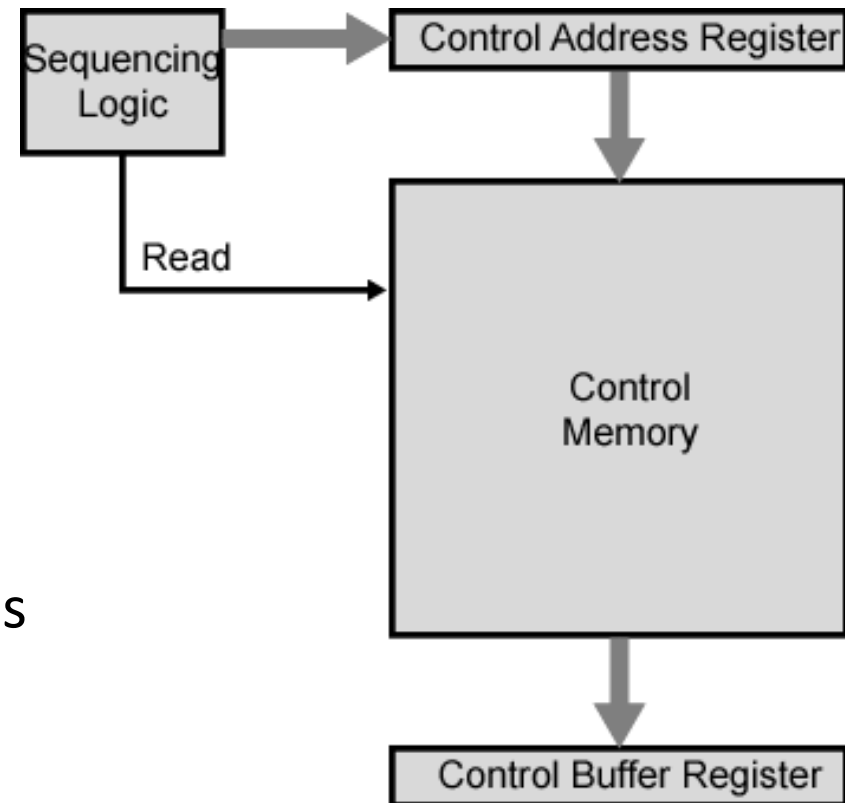 Sequencing
Logic
Control Address Register
Read
Control
Memory
s
Control Buffer Register